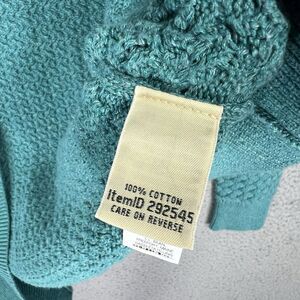 100% COTTON
ItemID 292545
CARE ON REVERSE